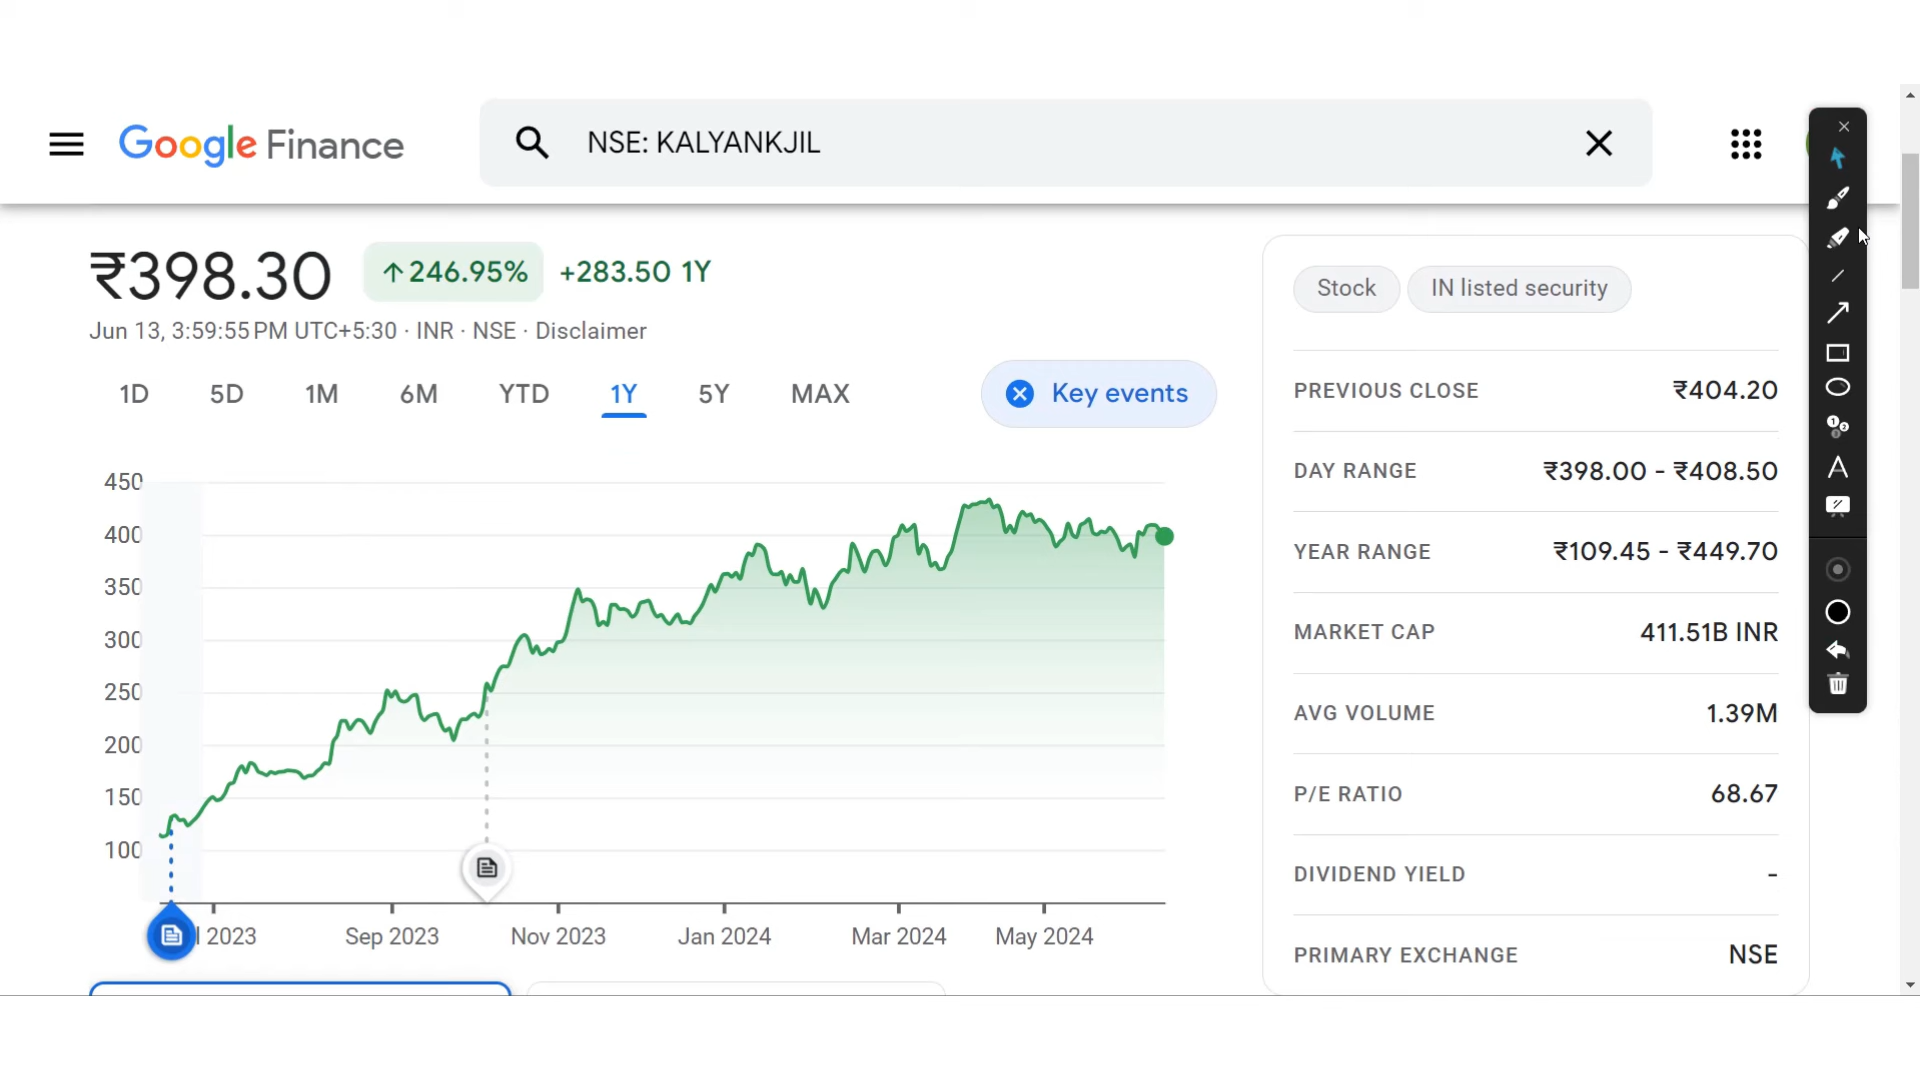 Google Finance
NSE: KALYANKJIL
₹398.30 ↑246.95% +283.50 1Y
Jun 13, 3:59:55 PM UTC+5:30 · INR · NSE · Disclaimer
1D 5D 1M 6M YTD 1Y 5Y MAX
Key events
450
400
350
300
250
200
150
100
l 2023 Sep 2023 Nov 2023 Jan 2024 Mar 2024 May 2024
Stock IN listed security
PREVIOUS CLOSE ₹404.20
DAY RANGE ₹398.00 - ₹408.50
YEAR RANGE ₹109.45 - ₹449.70
MARKET CAP 411.51B INR
AVG VOLUME 1.39M
P/E RATIO 68.67
DIVIDEND YIELD -
PRIMARY EXCHANGE NSE